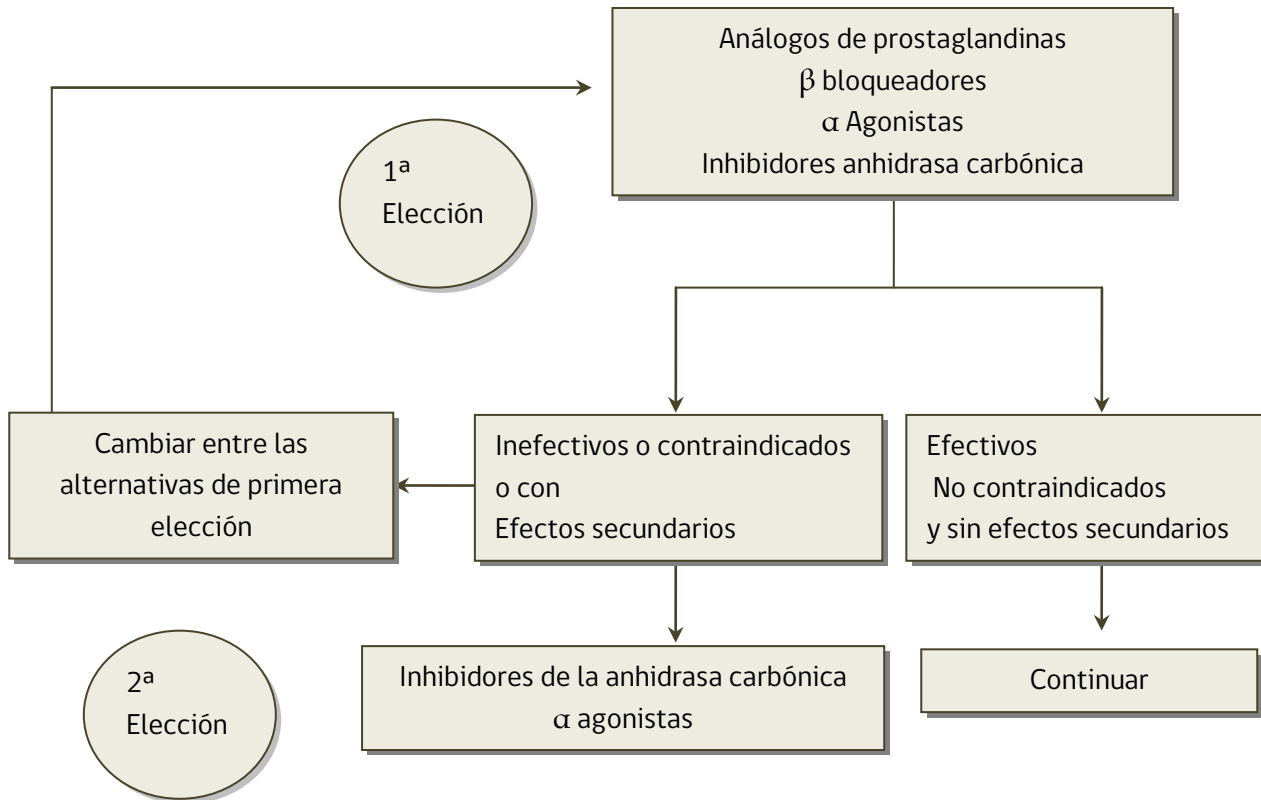 Análogos de prostaglandinas
β bloqueadores
α Agonistas
Inhibidores anhidrasa carbónica
1ª
Elección
Cambiar entre las
alternativas de primera
elección
Inefectivos o contraindicados
o con
Efectos secundarios
Efectivos
No contraindicados
y sin efectos secundarios
2ª
Elección
Inhibidores de la anhidrasa carbónica
α agonistas
Continuar